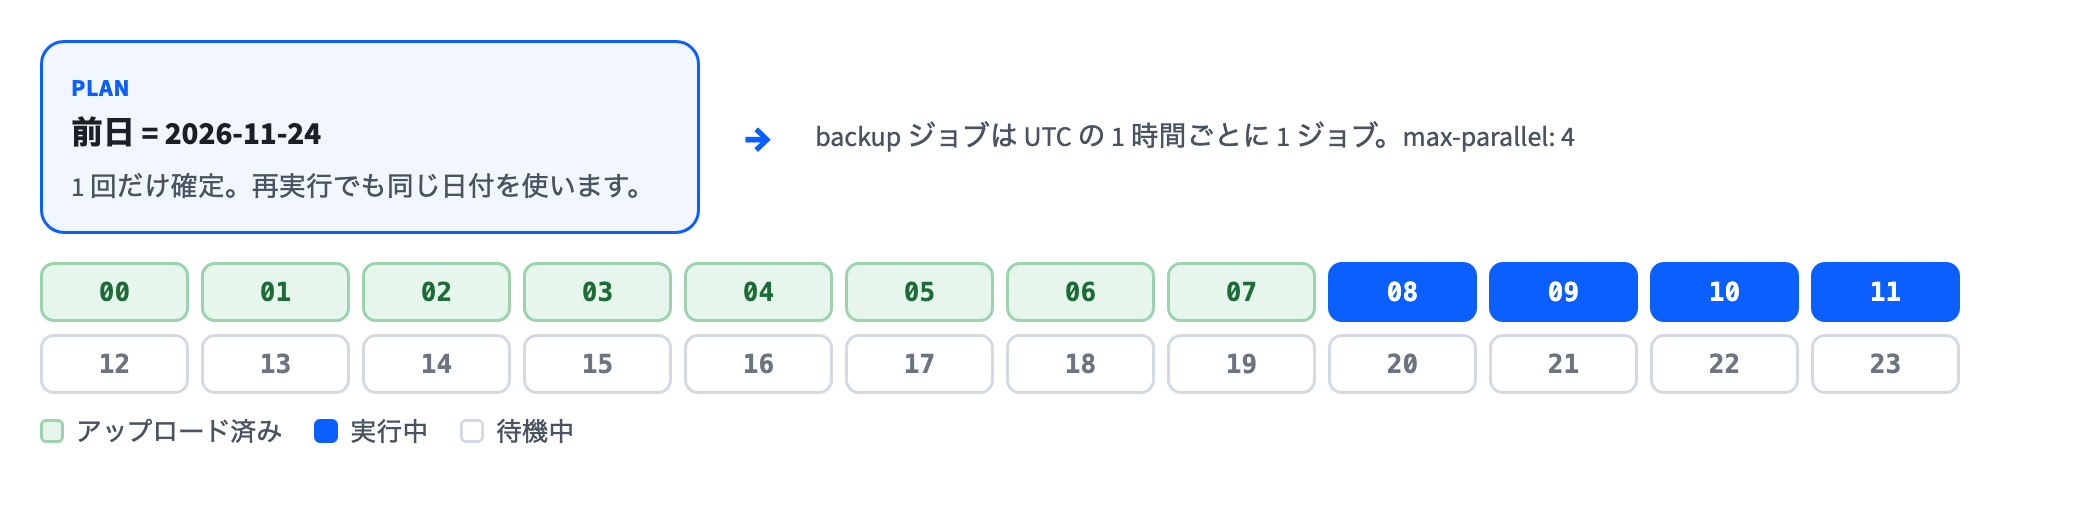 PLAN
前日 = 2026-11-24
1 回だけ確定。再実行でも同じ日付を使います。
backup ジョブは UTC の 1 時間ごとに 1 ジョブ。max-parallel: 4
00 01 02 03 04 05 06 07 08 09 10 11
12 13 14 15 16 17 18 19 20 21 22 23
アップロード済み 実行中 待機中